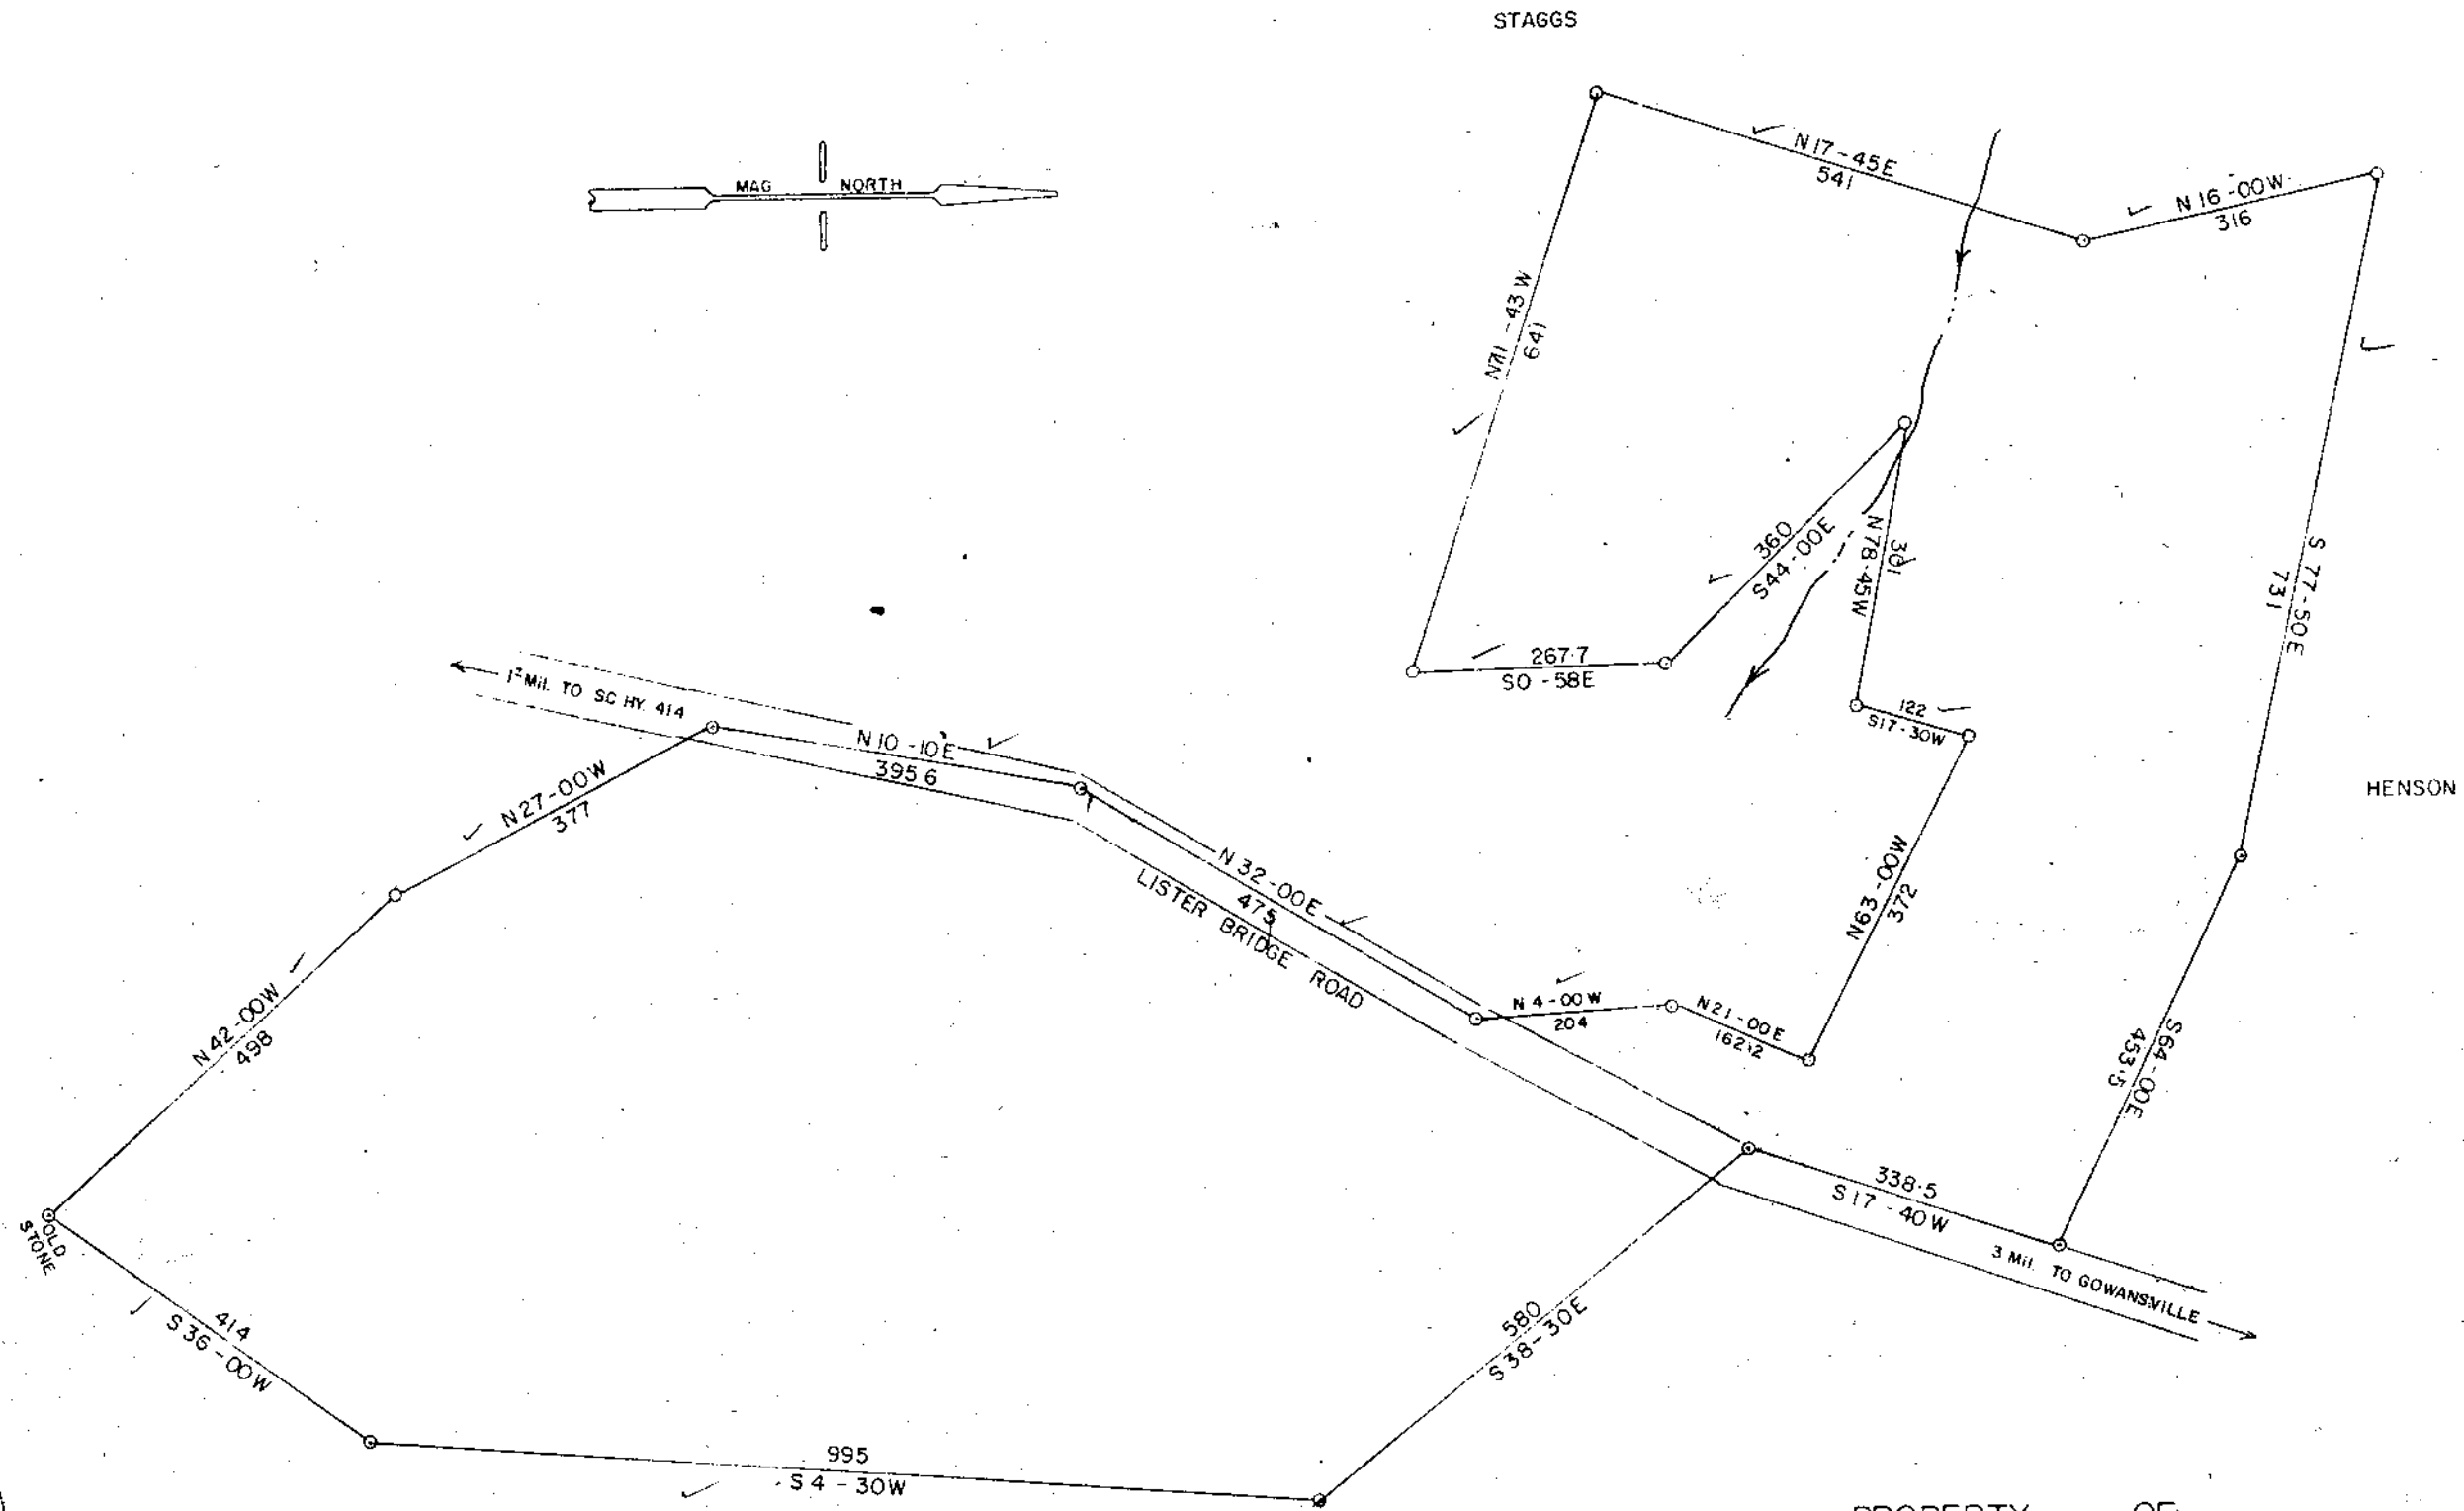 STAGGS
MAG NORTH
N17-45E
541
N16-00W
316
N71-43W
641
S 77-50E
731
360
S44-00E
301
N78-45W
267.7
S0-58E
122
S17-30W
HENSON
MIL. TO SC HY. 414
N10-10E
395.6
N27-00W
377
N32-00E
475
LISTER BRIDGE ROAD
N63-00W
372
N42-00W
498
N4-00W
204
N21-00E
162.2
S64-00E
453.5
338.5
S17-40W
3 MIL. TO GOWANSVILLE
OLD
STONE
414
S36-00W
580
S38-30E
995
S4-30W
PROPERTY OF